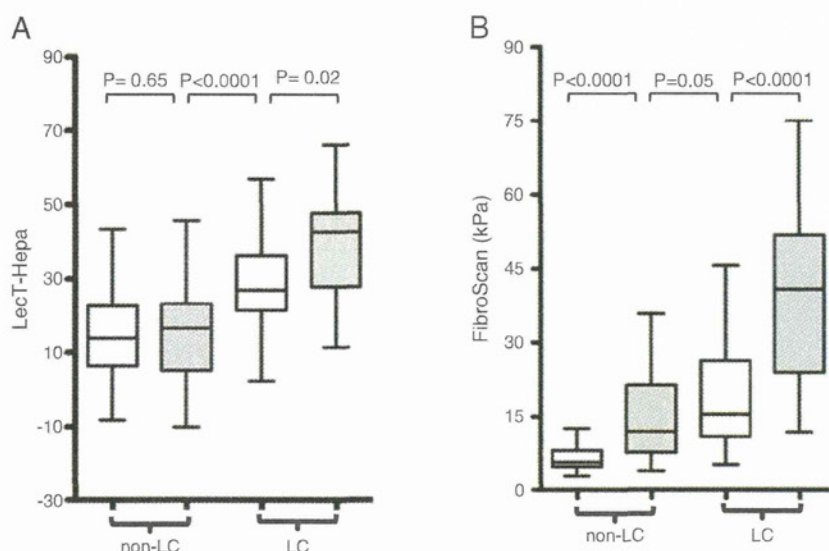 A
90
70
50
30
10
-10
-30
LecT-Hepa
P= 0.65 P<0.0001 P= 0.02
non-LC LC
B
90
75
60
45
30
15
0
FibroScan (kPa)
P<0.0001 P=0.05 P<0.0001
non-LC LC